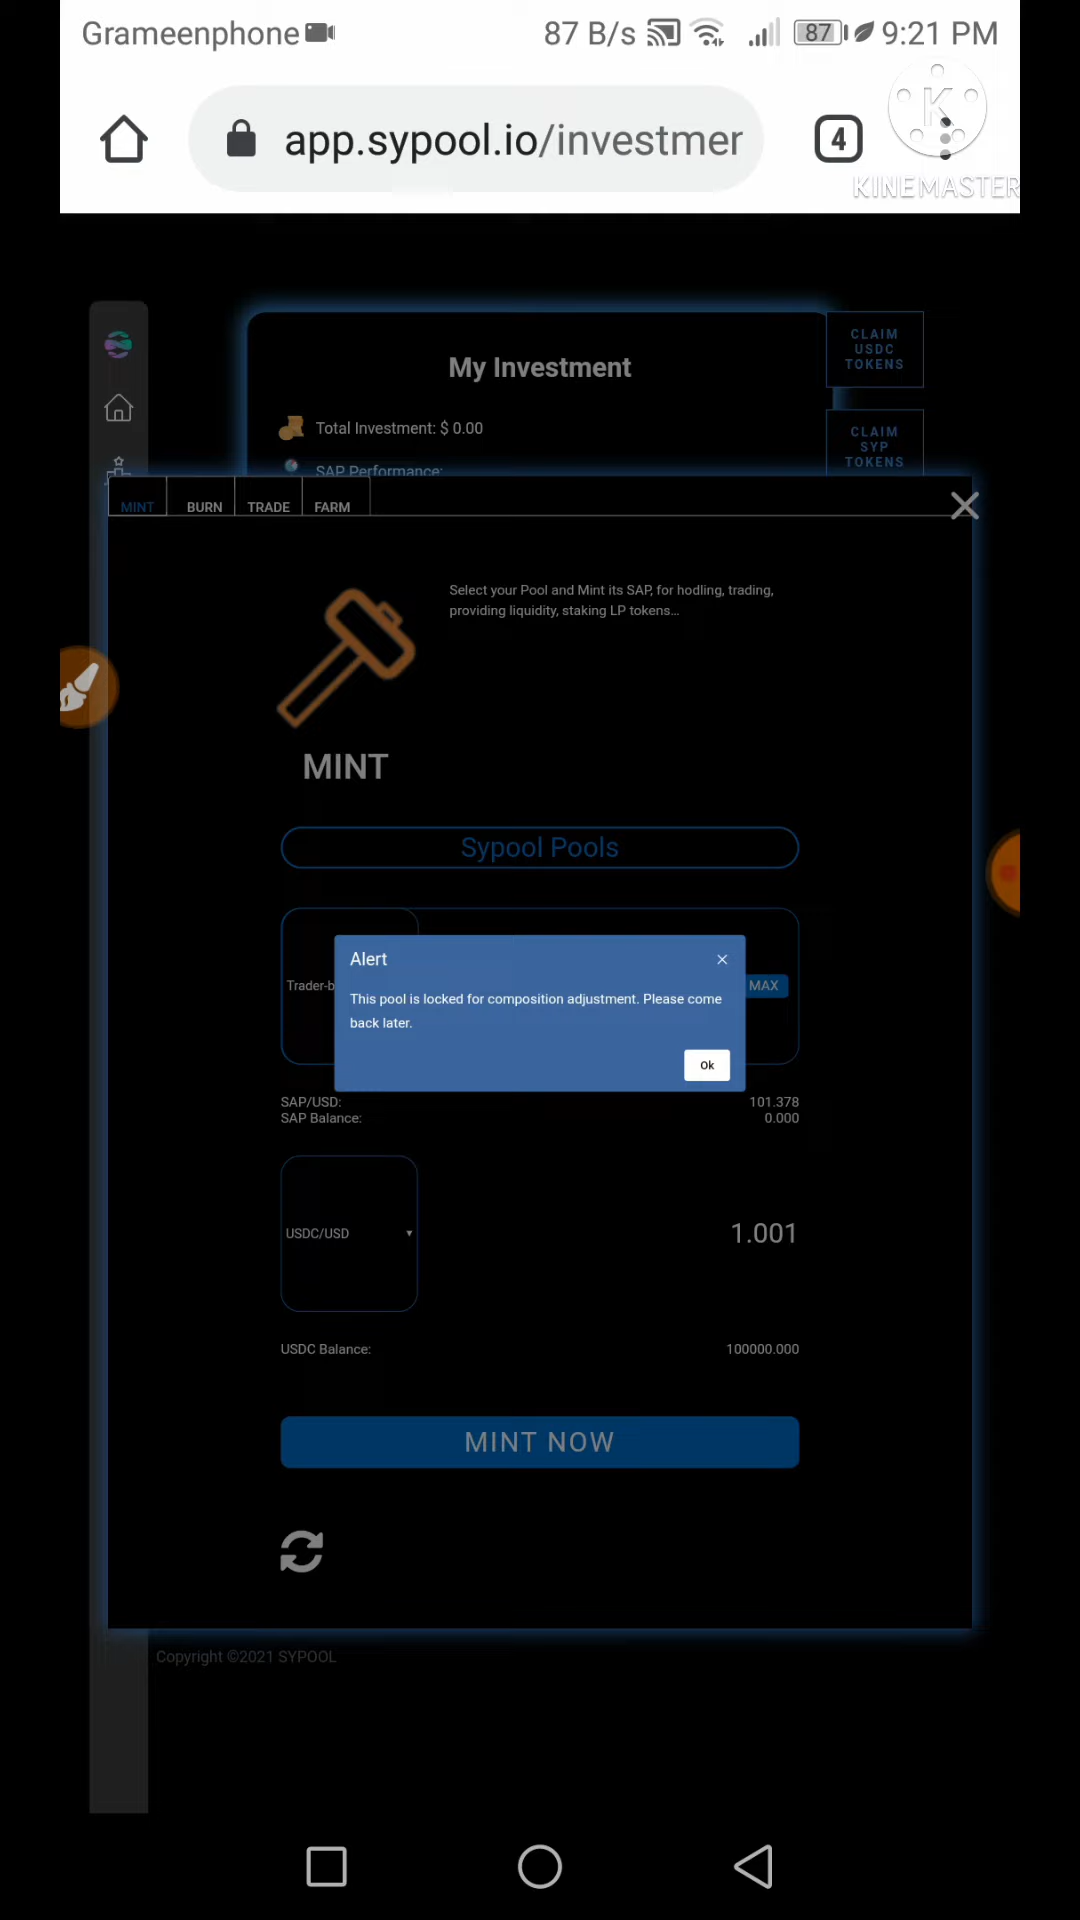 Grameenphone
87 B/s
87
9:21 PM
app.sypool.io/investmer
4
K
KINEMASTER
CLAIM
USDC
TOKENS
My Investment
Total Investment: $ 0.00
CLAIM
SYP
TOKENS
SAP Performance:
MINT
BURN
TRADE
FARM
Select your Pool and Mint its SAP, for hodling, trading,
providing liquidity, staking LP tokens...
MINT
Sypool Pools
Alert
Trader-b
MAX
This pool is locked for composition adjustment. Please come
back later.
Ok
SAP/USD:
101.378
SAP Balance:
0.000
USDC/USD
1.001
USDC Balance:
100000.000
MINT NOW
Copyright ©2021 SYPOOL